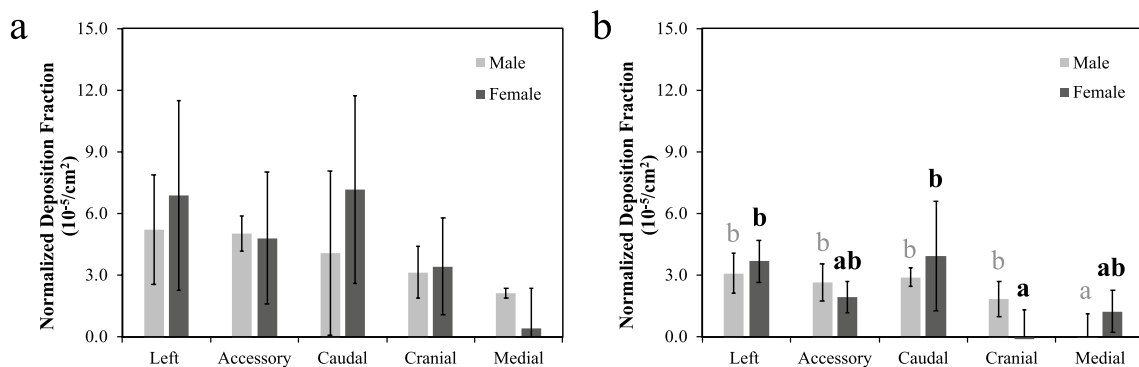 a
Normalized Deposition Fraction
(10⁻⁵/cm²)
15.0
12.0
9.0
6.0
3.0
0.0
Male
Female
Left Accessory Caudal Cranial Medial
b
Normalized Deposition Fraction
(10⁻⁵/cm²)
15.0
12.0
9.0
6.0
3.0
0.0
Male
Female
b b b ab b b b a a ab
Left Accessory Caudal Cranial Medial